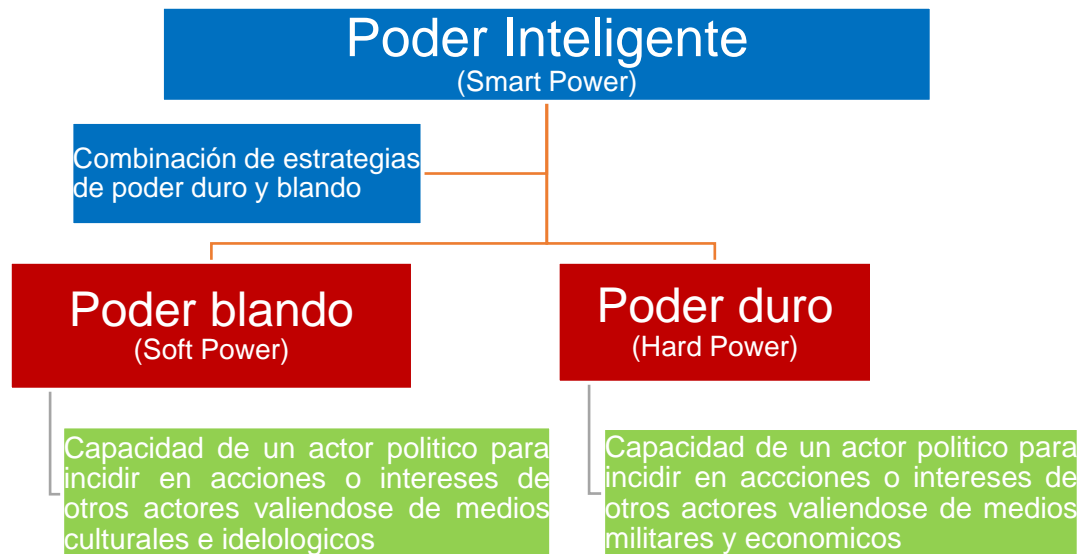 Poder Inteligente
(Smart Power)
Combinación de estrategias
de poder duro y blando
Poder blando
(Soft Power)
Poder duro
(Hard Power)
Capacidad de un actor politico para
incidir en acciones o intereses de
otros actores valiendose de medios
culturales e idelologicos
Capacidad de un actor politico para
incidir en accciones o intereses de
otros actores valiendose de medios
militares y economicos